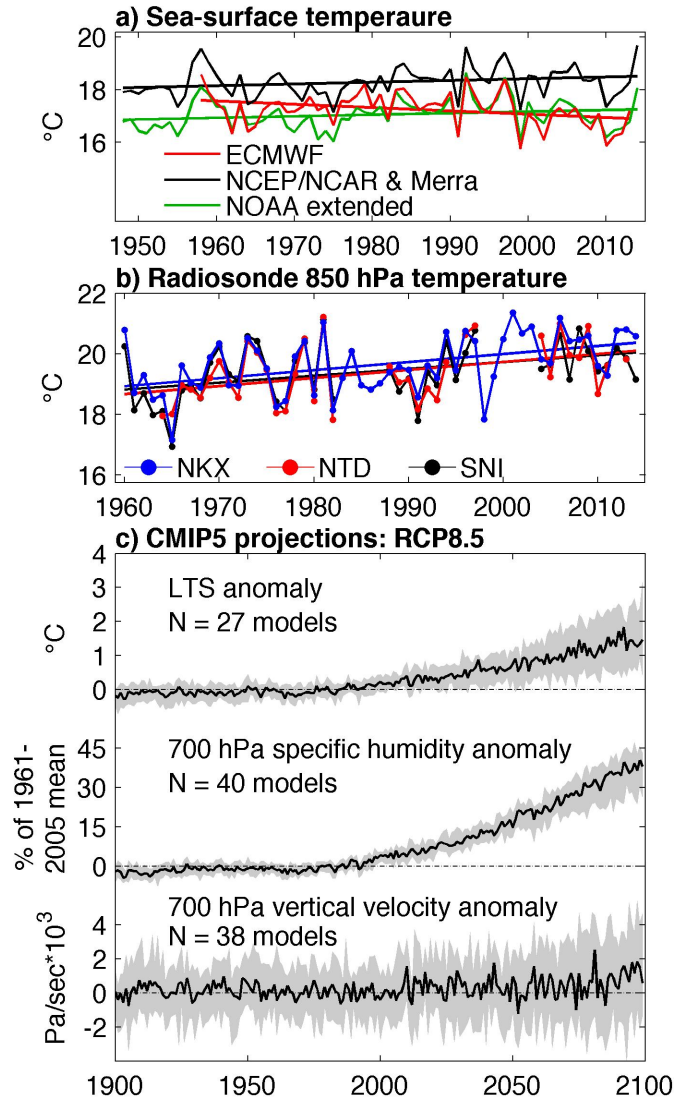 a) Sea-surface temperaure
20
18
16
°C
ECMWF
NCEP/NCAR & Merra
NOAA extended
1950 1960 1970 1980 1990 2000 2010
b) Radiosonde 850 hPa temperature
22
20
18
16
°C
NKX NTD SNI
1960 1970 1980 1990 2000 2010
c) CMIP5 projections: RCP8.5
4
3
2
1
0
°C
LTS anomaly
N = 27 models
45
30
15
0
% of 1961-
2005 mean
700 hPa specific humidity anomaly
N = 40 models
4
2
0
-2
Pa/sec*10³
700 hPa vertical velocity anomaly
N = 38 models
1900 1950 2000 2050 2100